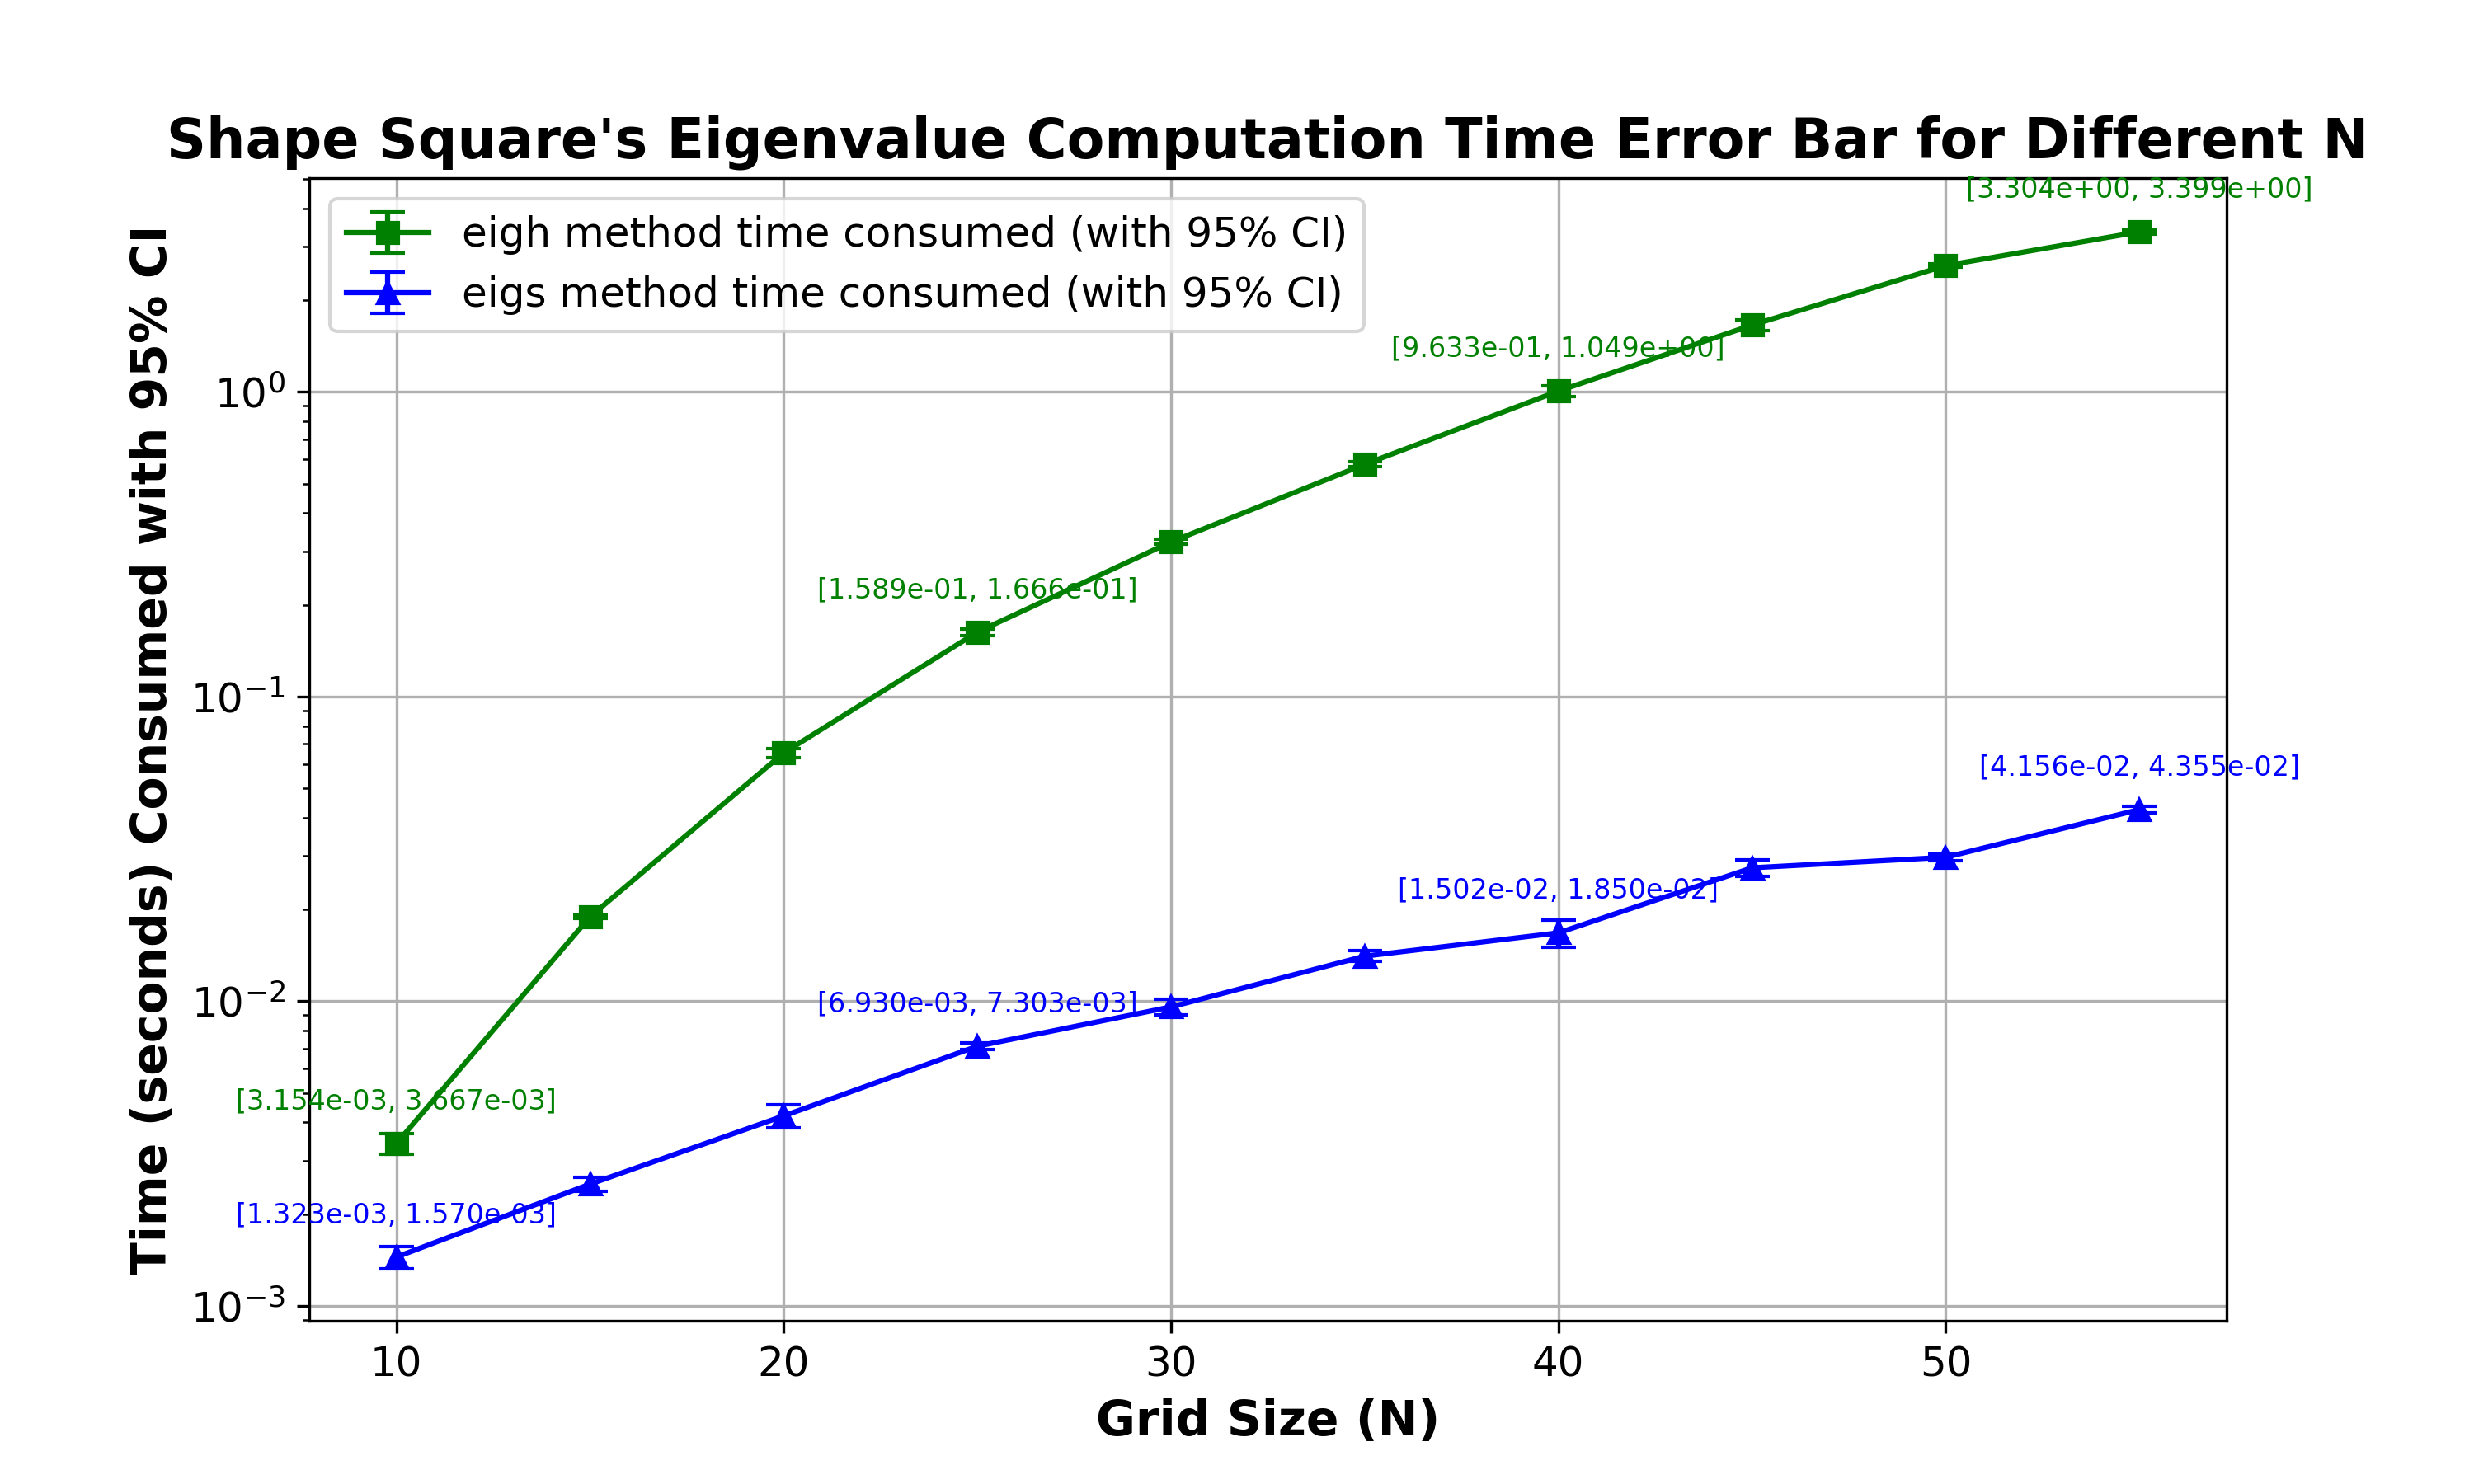 Shape Square's Eigenvalue Computation Time Error Bar for Different N
[3.304e+00, 3.399e+00]
eigh method time consumed (with 95% CI)
eigs method time consumed (with 95% CI)
[9.633e-01, 1.049e+00]
10⁰
[1.589e-01, 1.666e-01]
10⁻¹
[4.156e-02, 4.355e-02]
[1.502e-02, 1.850e-02]
10⁻²
[6.930e-03, 7.303e-03]
[3.154e-03, 3.667e-03]
[1.323e-03, 1.570e-03]
10⁻³
Time (seconds) Consumed with 95% CI
10 20 30 40 50
Grid Size (N)